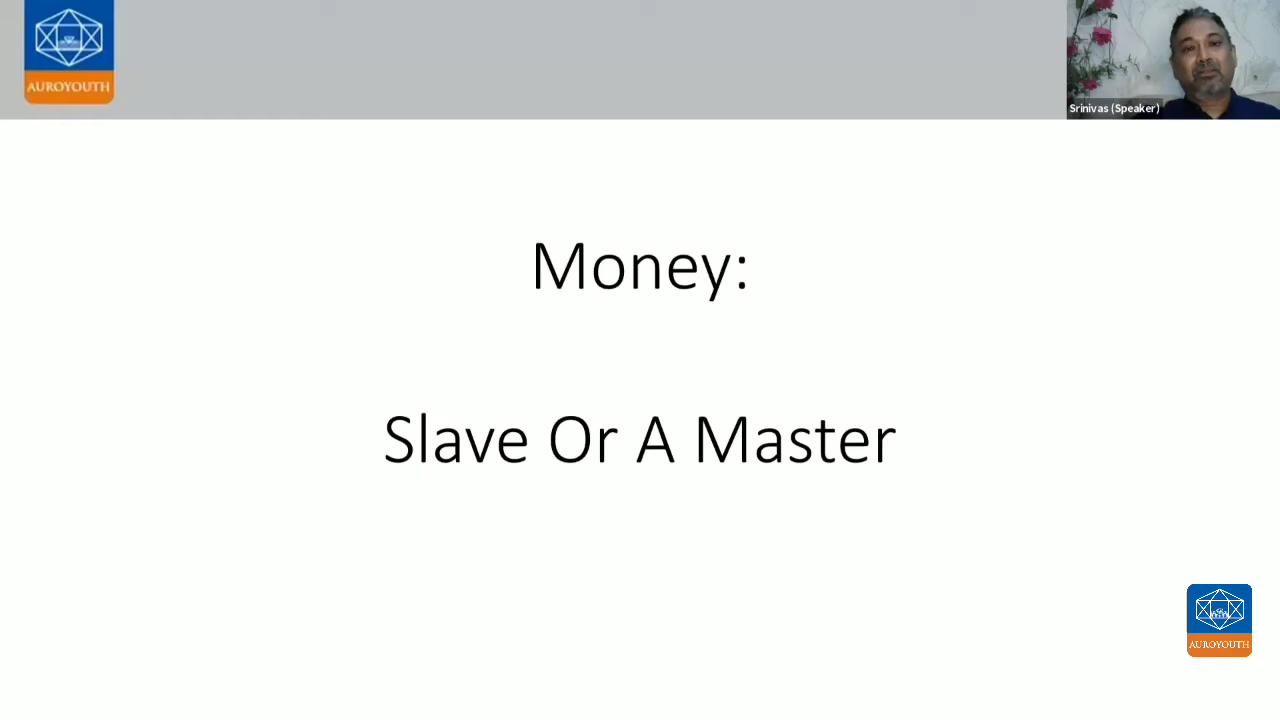 AUROYOUTH
Srinivas (Speaker)
Money:
Slave Or A Master
AUROYOUTH